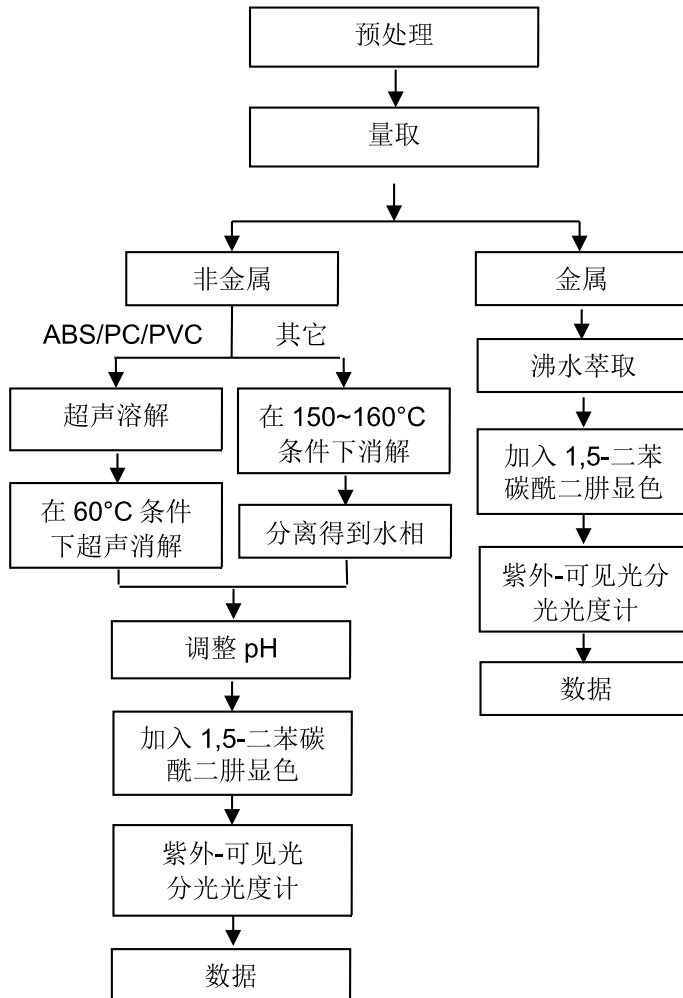 预处理
量取
非金属
金属
ABS/PC/PVC
其它
沸水萃取
超声溶解
在 150~160°C
条件下消解
加入 1,5-二苯
碳酰二肼显色
在 60°C 条件
下超声消解
分离得到水相
紫外-可见光分
光光度计
调整 pH
数据
加入 1,5-二苯碳
酰二肼显色
紫外-可见光
分光光度计
数据